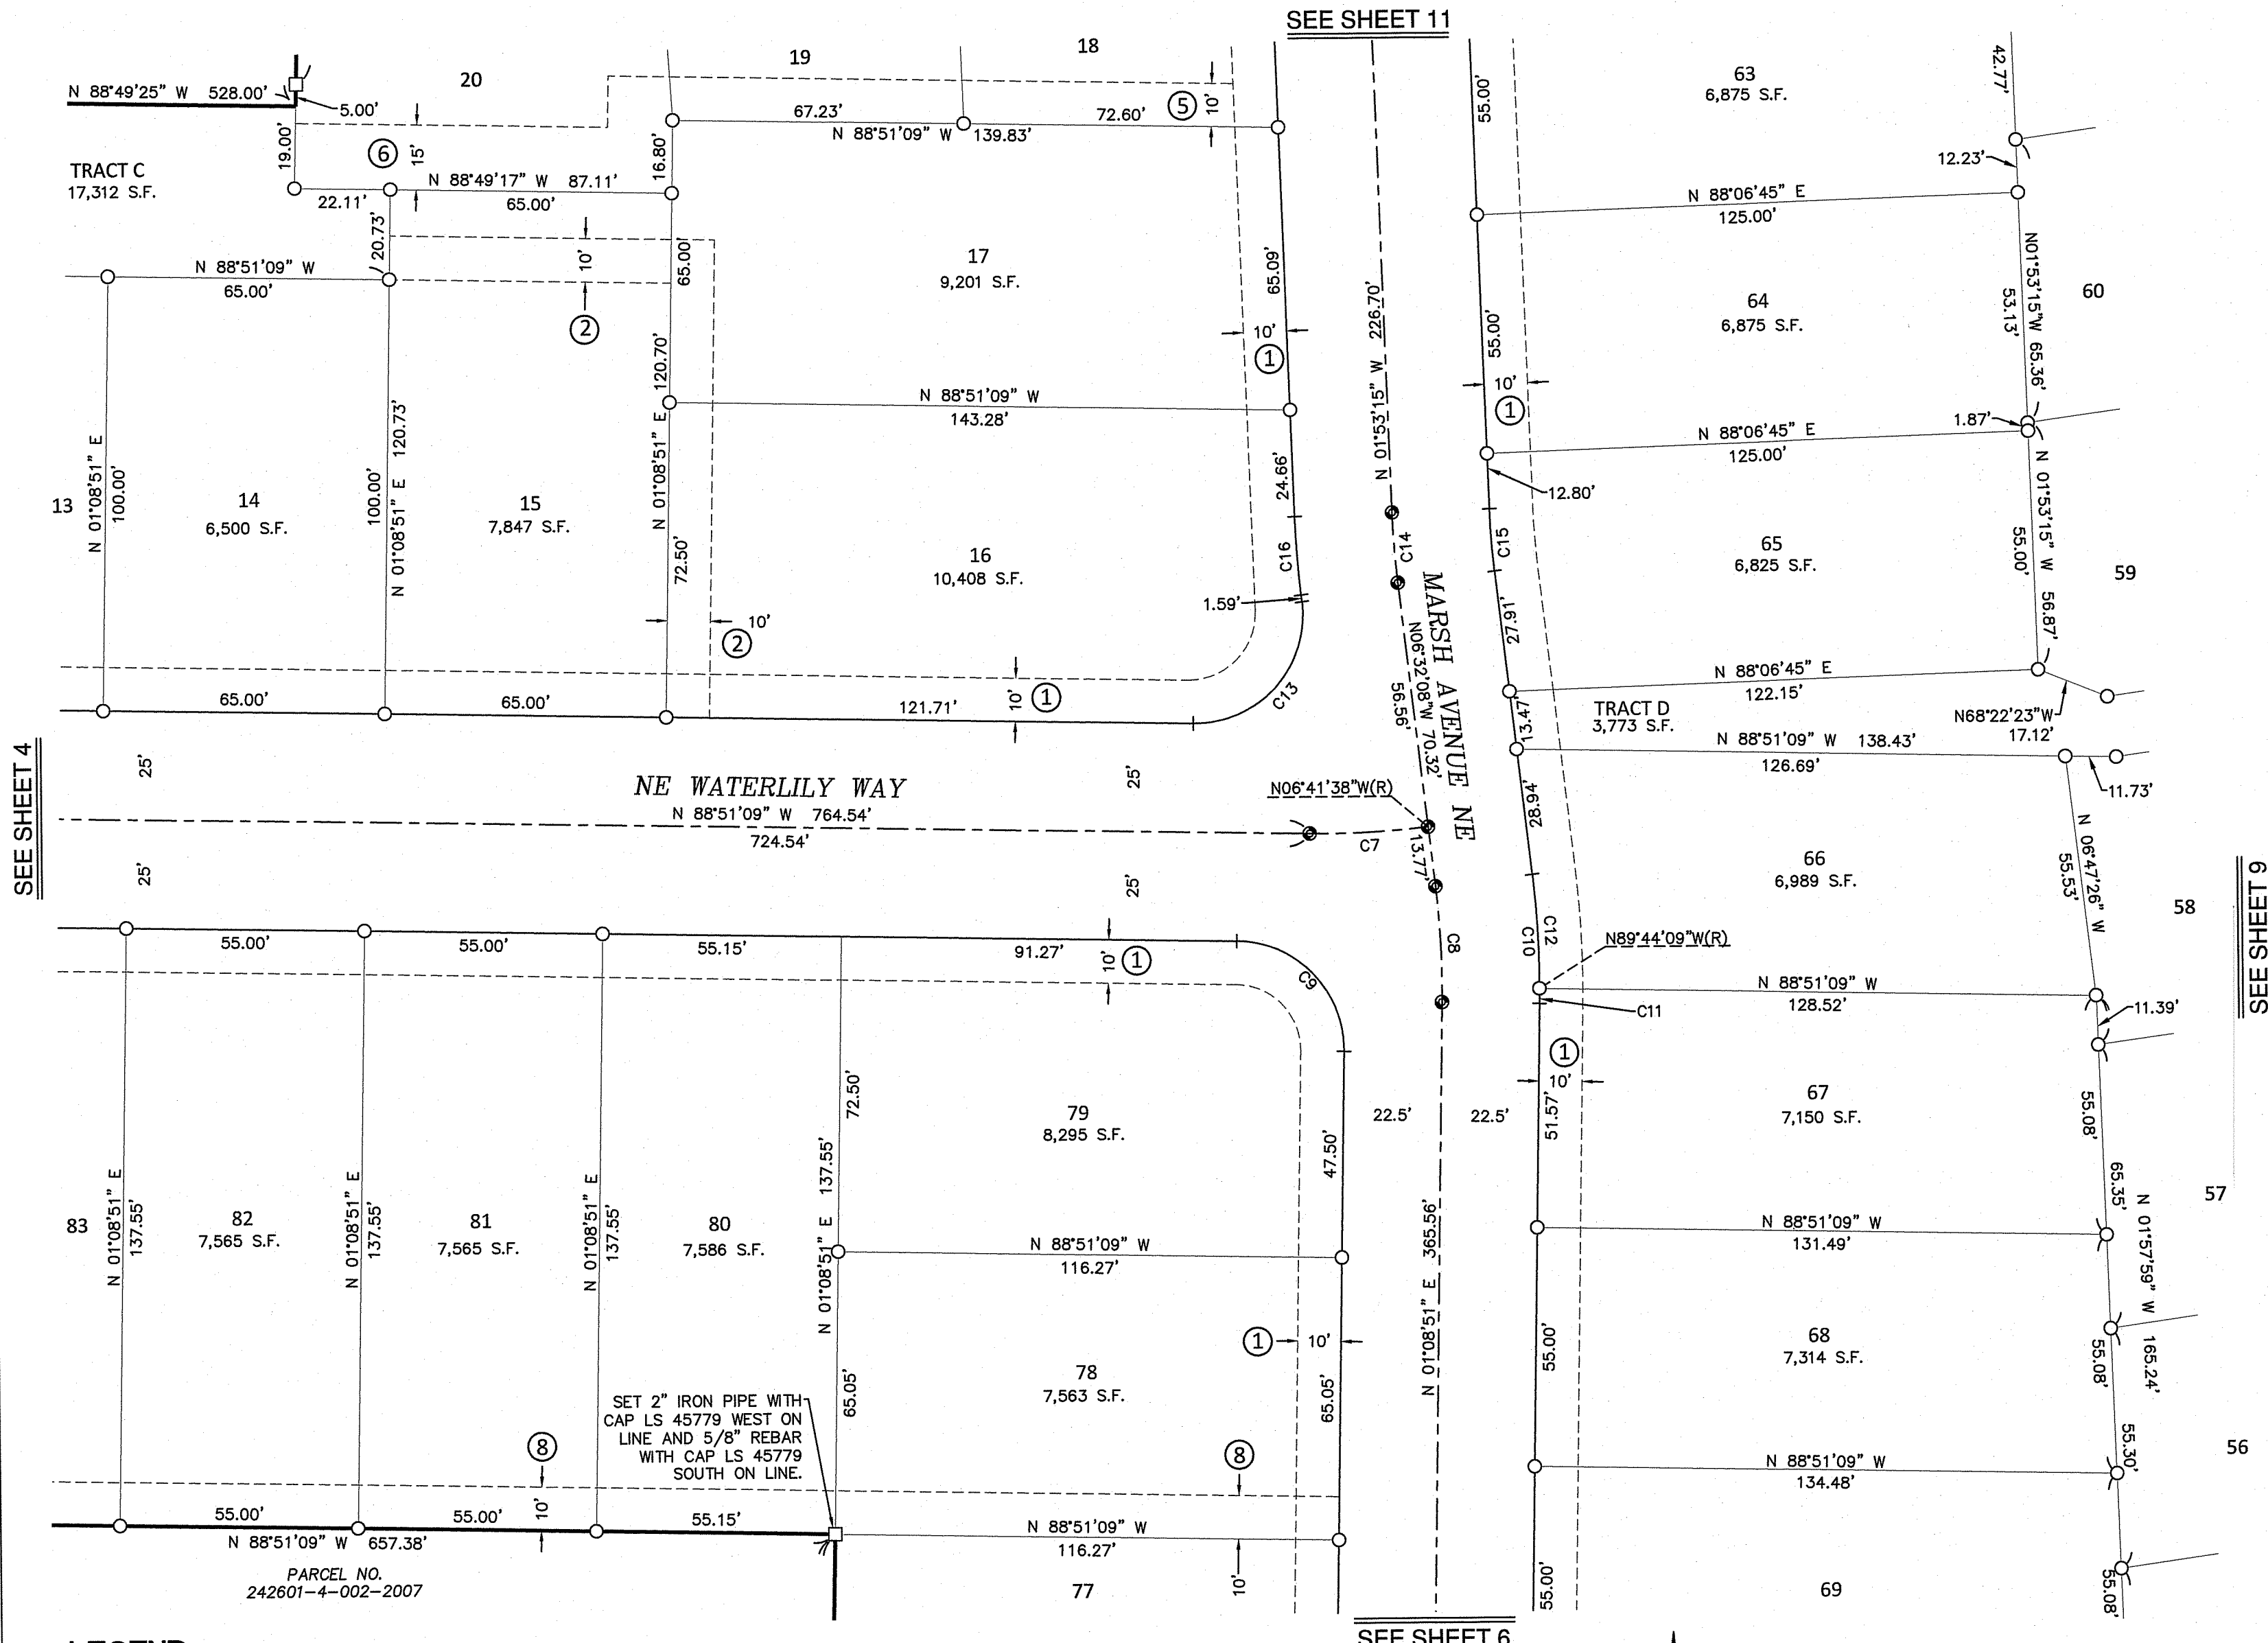 SEE SHEET 11
N 88°49'25" W 528.00'
5.00'
20
19
18
19.00'
6
15'
TRACT C
17,312 S.F.
N 88°49'17" W 87.11'
22.11'
65.00'
16.80'
67.23'
72.60'
N 88°51'09" W 139.83'
5
10'
20.73'
10'
2
65.00'
N 88°51'09" W
65.00'
17
9,201 S.F.
65.09'
10'
1
120.70'
N 01°08'51" E
N 88°51'09" W
143.28'
13
N 01°08'51" E
100.00'
14
6,500 S.F.
100.00'
N 01°08'51" E 120.73'
15
7,847 S.F.
72.50'
16
10,408 S.F.
24.66'
C16
1.59'
C13
10'
2
10'
1
65.00'
65.00'
121.71'
N 01°53'15" W 226.70'
C14
MARSH AVENUE NE
N06°32'08"W 70.32'
56.56'
13.77'
N06°41'38"W(R)
C7
C8
55.00'
55.00'
10'
1
12.80'
C15
27.91'
13.47'
28.94'
C10
C12
C11
63
6,875 S.F.
42.77'
12.23'
N 88°06'45" E
125.00'
64
6,875 S.F.
N01°53'15"W 65.36'
53.13'
60
1.87'
N 88°06'45" E
125.00'
65
6,825 S.F.
N 01°53'15" W 56.87'
55.00'
59
N 88°06'45" E
122.15'
TRACT D
3,773 S.F.
N68°22'23"W
17.12'
N 88°51'09" W 138.43'
126.69'
11.73'
66
6,989 S.F.
N 06°47'26" W
55.53'
58
N89°44'09"W(R)
N 88°51'09" W
128.52'
11.39'
SEE SHEET 4
25'
25'
NE WATERLILY WAY
N 88°51'09" W 764.54'
724.54'
25'
25'
SEE SHEET 9
55.00'
55.00'
55.15'
91.27'
10'
1
C9
83
N 01°08'51" E
137.55'
82
7,565 S.F.
N 01°08'51" E
137.55'
81
7,565 S.F.
N 01°08'51" E
137.55'
80
7,586 S.F.
N 01°08'51" E 137.55'
72.50'
65.05'
79
8,295 S.F.
47.50'
22.5'
22.5'
N 88°51'09" W
116.27'
1
10'
78
7,563 S.F.
65.05'
N 01°08'51" E 365.56'
1
10'
51.57'
67
7,150 S.F.
55.08'
65.35'
57
N 88°51'09" W
131.49'
N 01°57'59" W 165.24'
55.00'
68
7,314 S.F.
55.08'
55.30'
56
N 88°51'09" W
134.48'
55.00'
69
55.08'
SET 2" IRON PIPE WITH
CAP LS 45779 WEST ON
LINE AND 5/8" REBAR
WITH CAP LS 45779
SOUTH ON LINE.
8
10'
8
10'
55.00'
55.00'
55.15'
N 88°51'09" W 657.38'
N 88°51'09" W
116.27'
PARCEL NO.
242601-4-002-2007
77
SEE SHEET 6
LEGEND